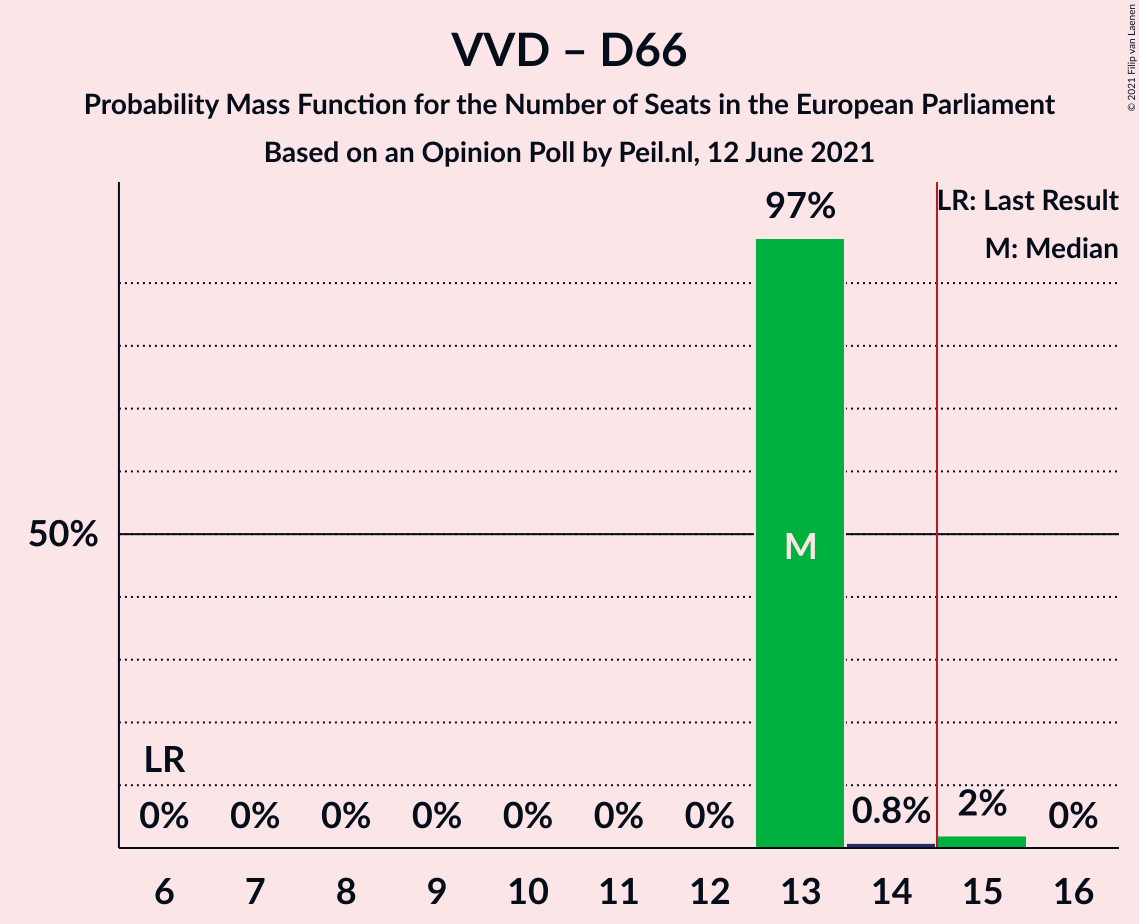 VVD – D66
Probability Mass Function for the Number of Seats in the European Parliament
Based on an Opinion Poll by Peil.nl, 12 June 2021
© 2021 Filip van Laenen
LR: Last Result
M: Median
97%
50%
M
LR
0% 0% 0% 0% 0% 0% 0% 0.8% 2% 0%
6 7 8 9 10 11 12 13 14 15 16